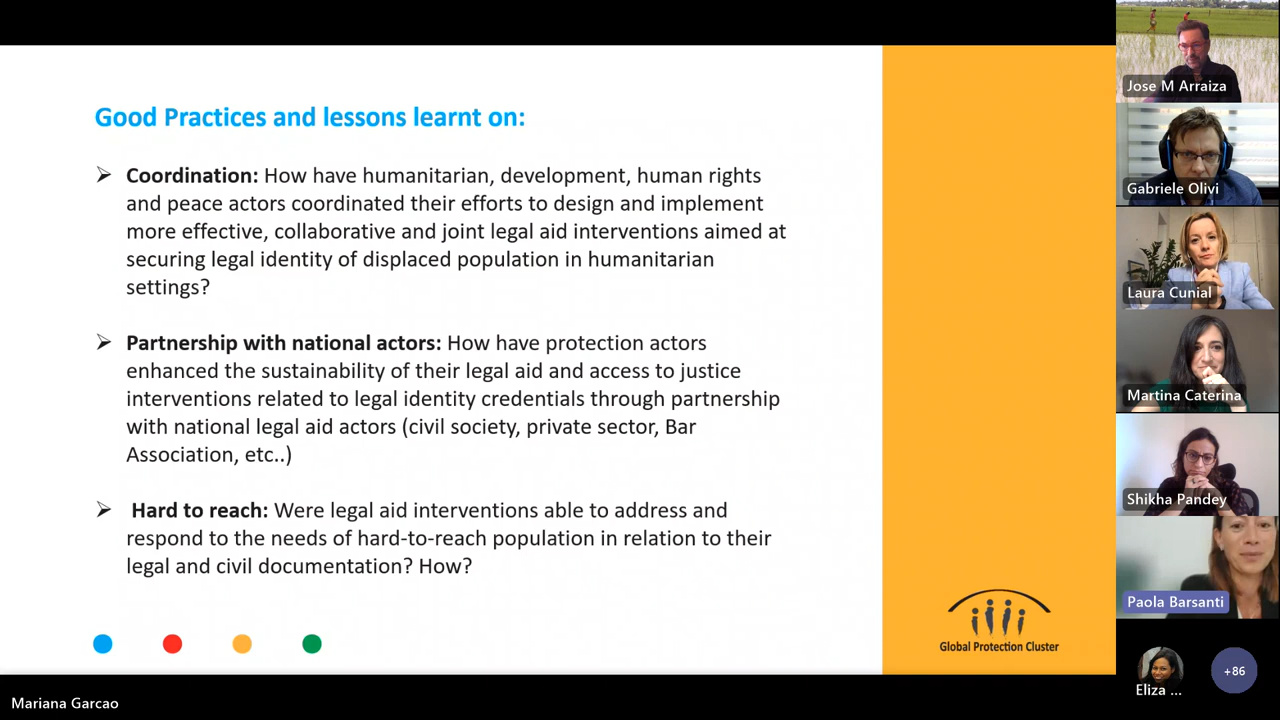 Good Practices and lessons learnt on:
➢ Coordination: How have humanitarian, development, human rights
and peace actors coordinated their efforts to design and implement
more effective, collaborative and joint legal aid interventions aimed at
securing legal identity of displaced population in humanitarian
settings?
➢ Partnership with national actors: How have protection actors
enhanced the sustainability of their legal aid and access to justice
interventions related to legal identity credentials through partnership
with national legal aid actors (civil society, private sector, Bar
Association, etc..)
➢ Hard to reach: Were legal aid interventions able to address and
respond to the needs of hard-to-reach population in relation to their
legal and civil documentation? How?
Global Protection Cluster
Mariana Garcao
Jose M Arraiza
Gabriele Olivi
Laura Cunial
Martina Caterina
Shikha Pandey
Paola Barsanti
Eliza ...
+86